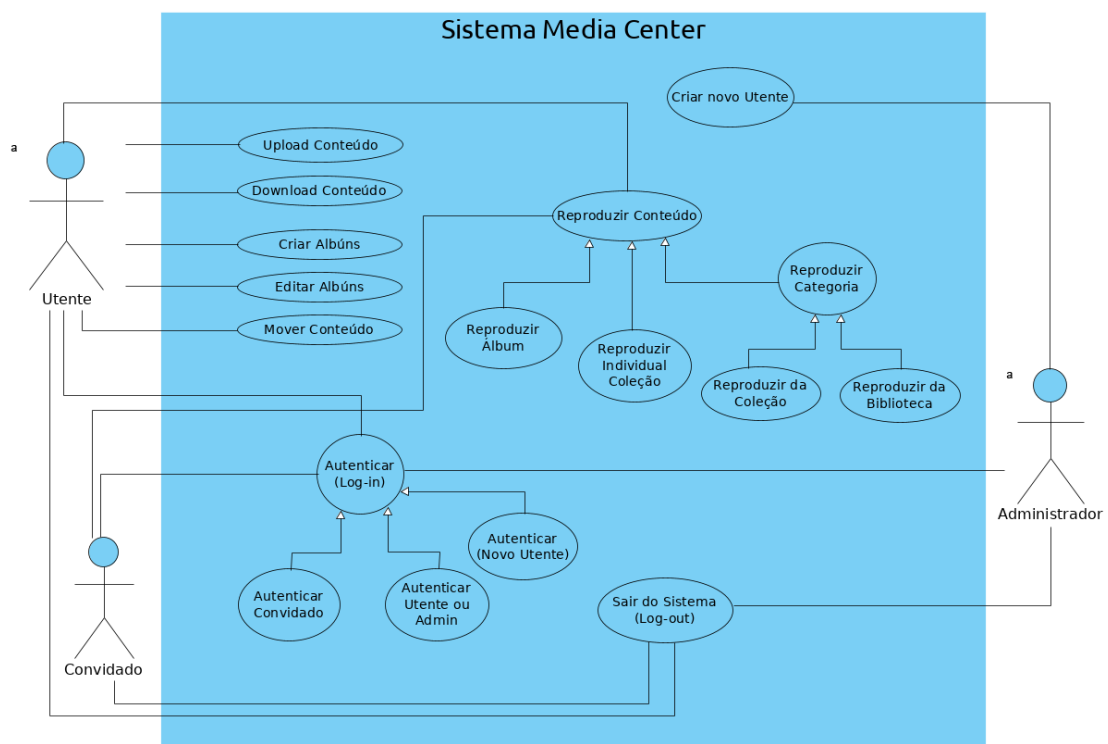 Sistema Media Center
Criar novo Utente
a
Upload Conteúdo
Download Conteúdo
Reproduzir Conteúdo
Criar Albúns
Reproduzir
Categoria
Editar Albúns
Utente
Mover Conteúdo
Reproduzir
Álbum
Reproduzir
Individual
Coleção
a
Reproduzir da
Coleção
Reproduzir da
Biblioteca
Autenticar
(Log-in)
Administrador
Autenticar
(Novo Utente)
Autenticar
Convidado
Autenticar
Utente ou
Admin
Sair do Sistema
(Log-out)
Convidado